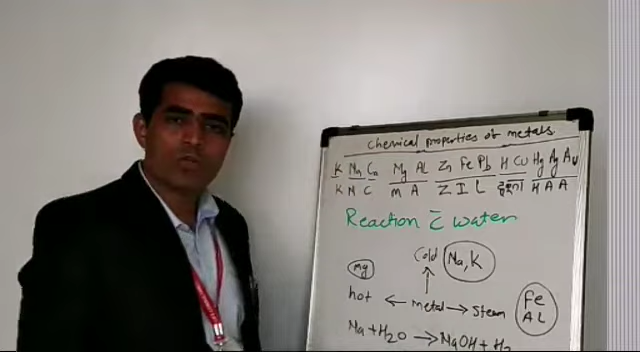 Chemical properties of metals
K Na Ca Mg Al Zn Fe Pb H Cu Hg Ag Au
K N C M A Z I L H A A
Reaction c̄ water
Cold Na, K
Mg
hot ← metal → Steam Fe AL
Na + H2O → NaOH + H2